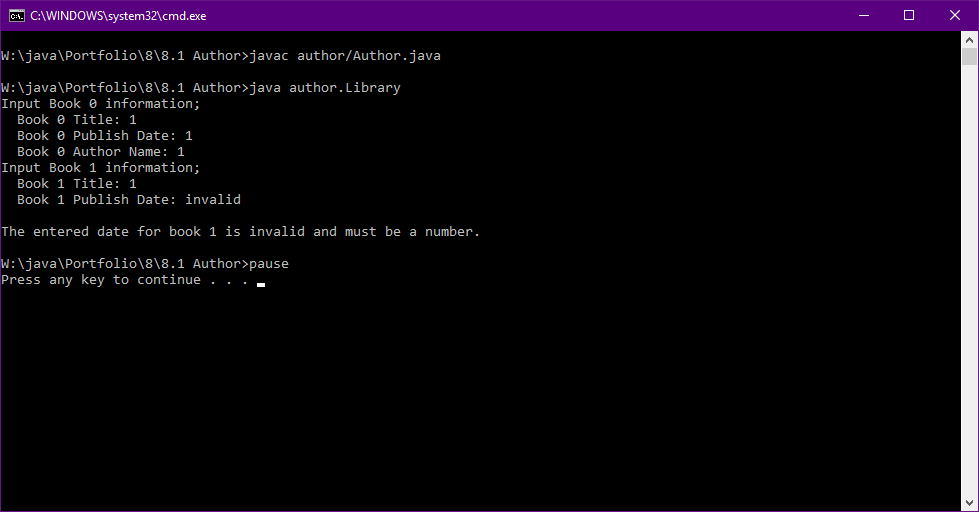 C:\WINDOWS\system32\cmd.exe
W:\java\Portfolio\8\8.1 Author>javac author/Author.java
W:\java\Portfolio\8\8.1 Author>java author.Library
Input Book 0 information;
  Book 0 Title: 1
  Book 0 Publish Date: 1
  Book 0 Author Name: 1
Input Book 1 information;
  Book 1 Title: 1
  Book 1 Publish Date: invalid
The entered date for book 1 is invalid and must be a number.
W:\java\Portfolio\8\8.1 Author>pause
Press any key to continue . . .